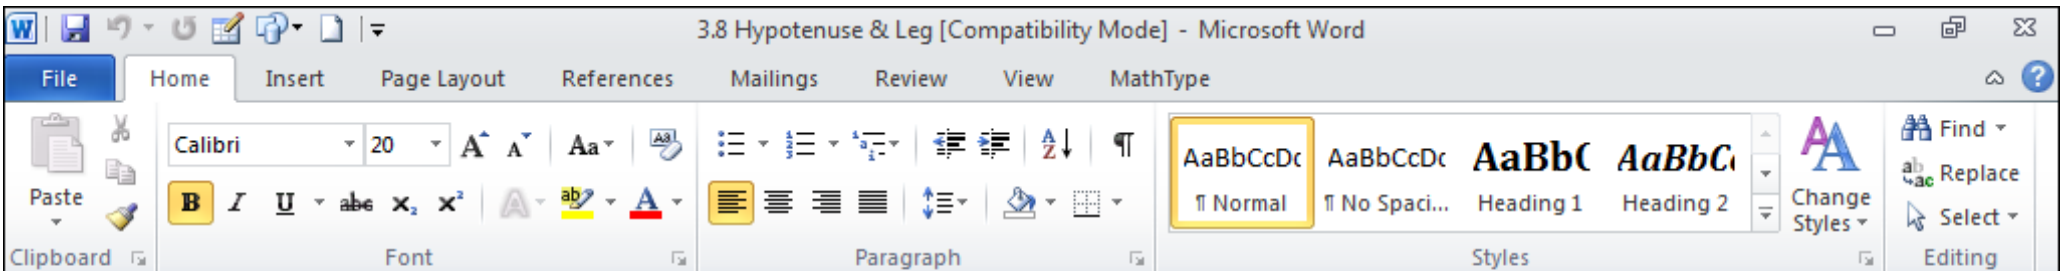 3.8 Hypotenuse & Leg [Compatibility Mode] - Microsoft Word
File Home Insert Page Layout References Mailings Review View MathType
Calibri 20 Aa AaBbCcDc AaBbCcDc AaBbC AaBbCc Find
Replace
Paste B I U abc x₂ x² A ab A ¶ Normal ¶ No Spaci... Heading 1 Heading 2 Change Styles Select
Clipboard Font Paragraph Styles Editing